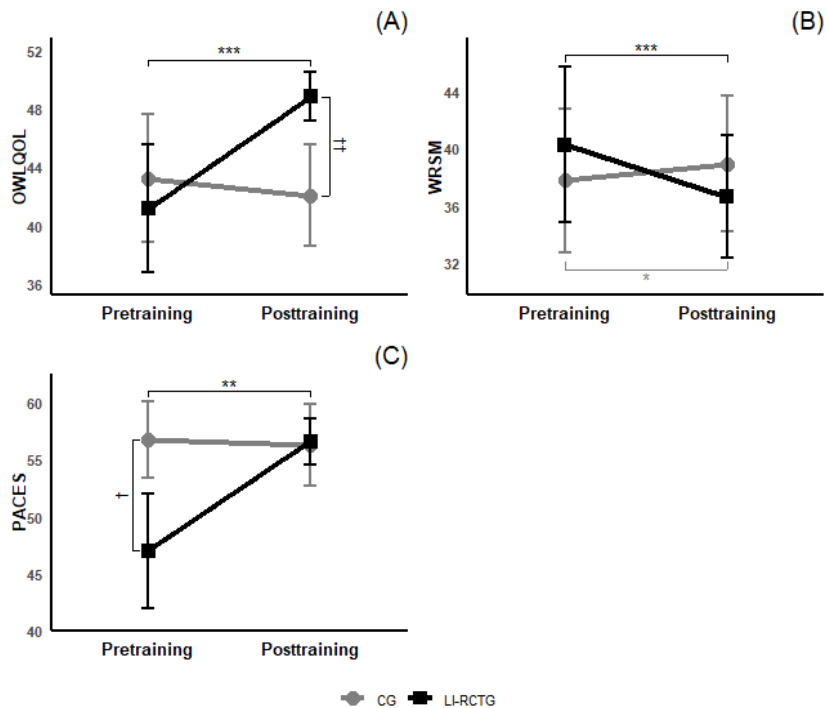 (A)
OWLQOL
52
48
44
40
36
***
‡‡
Pretraining Posttraining
(B)
WRSM
44
40
36
32
***
*
Pretraining Posttraining
(C)
PACES
60
55
50
45
40
**
†
Pretraining Posttraining
CG LI-RCTG